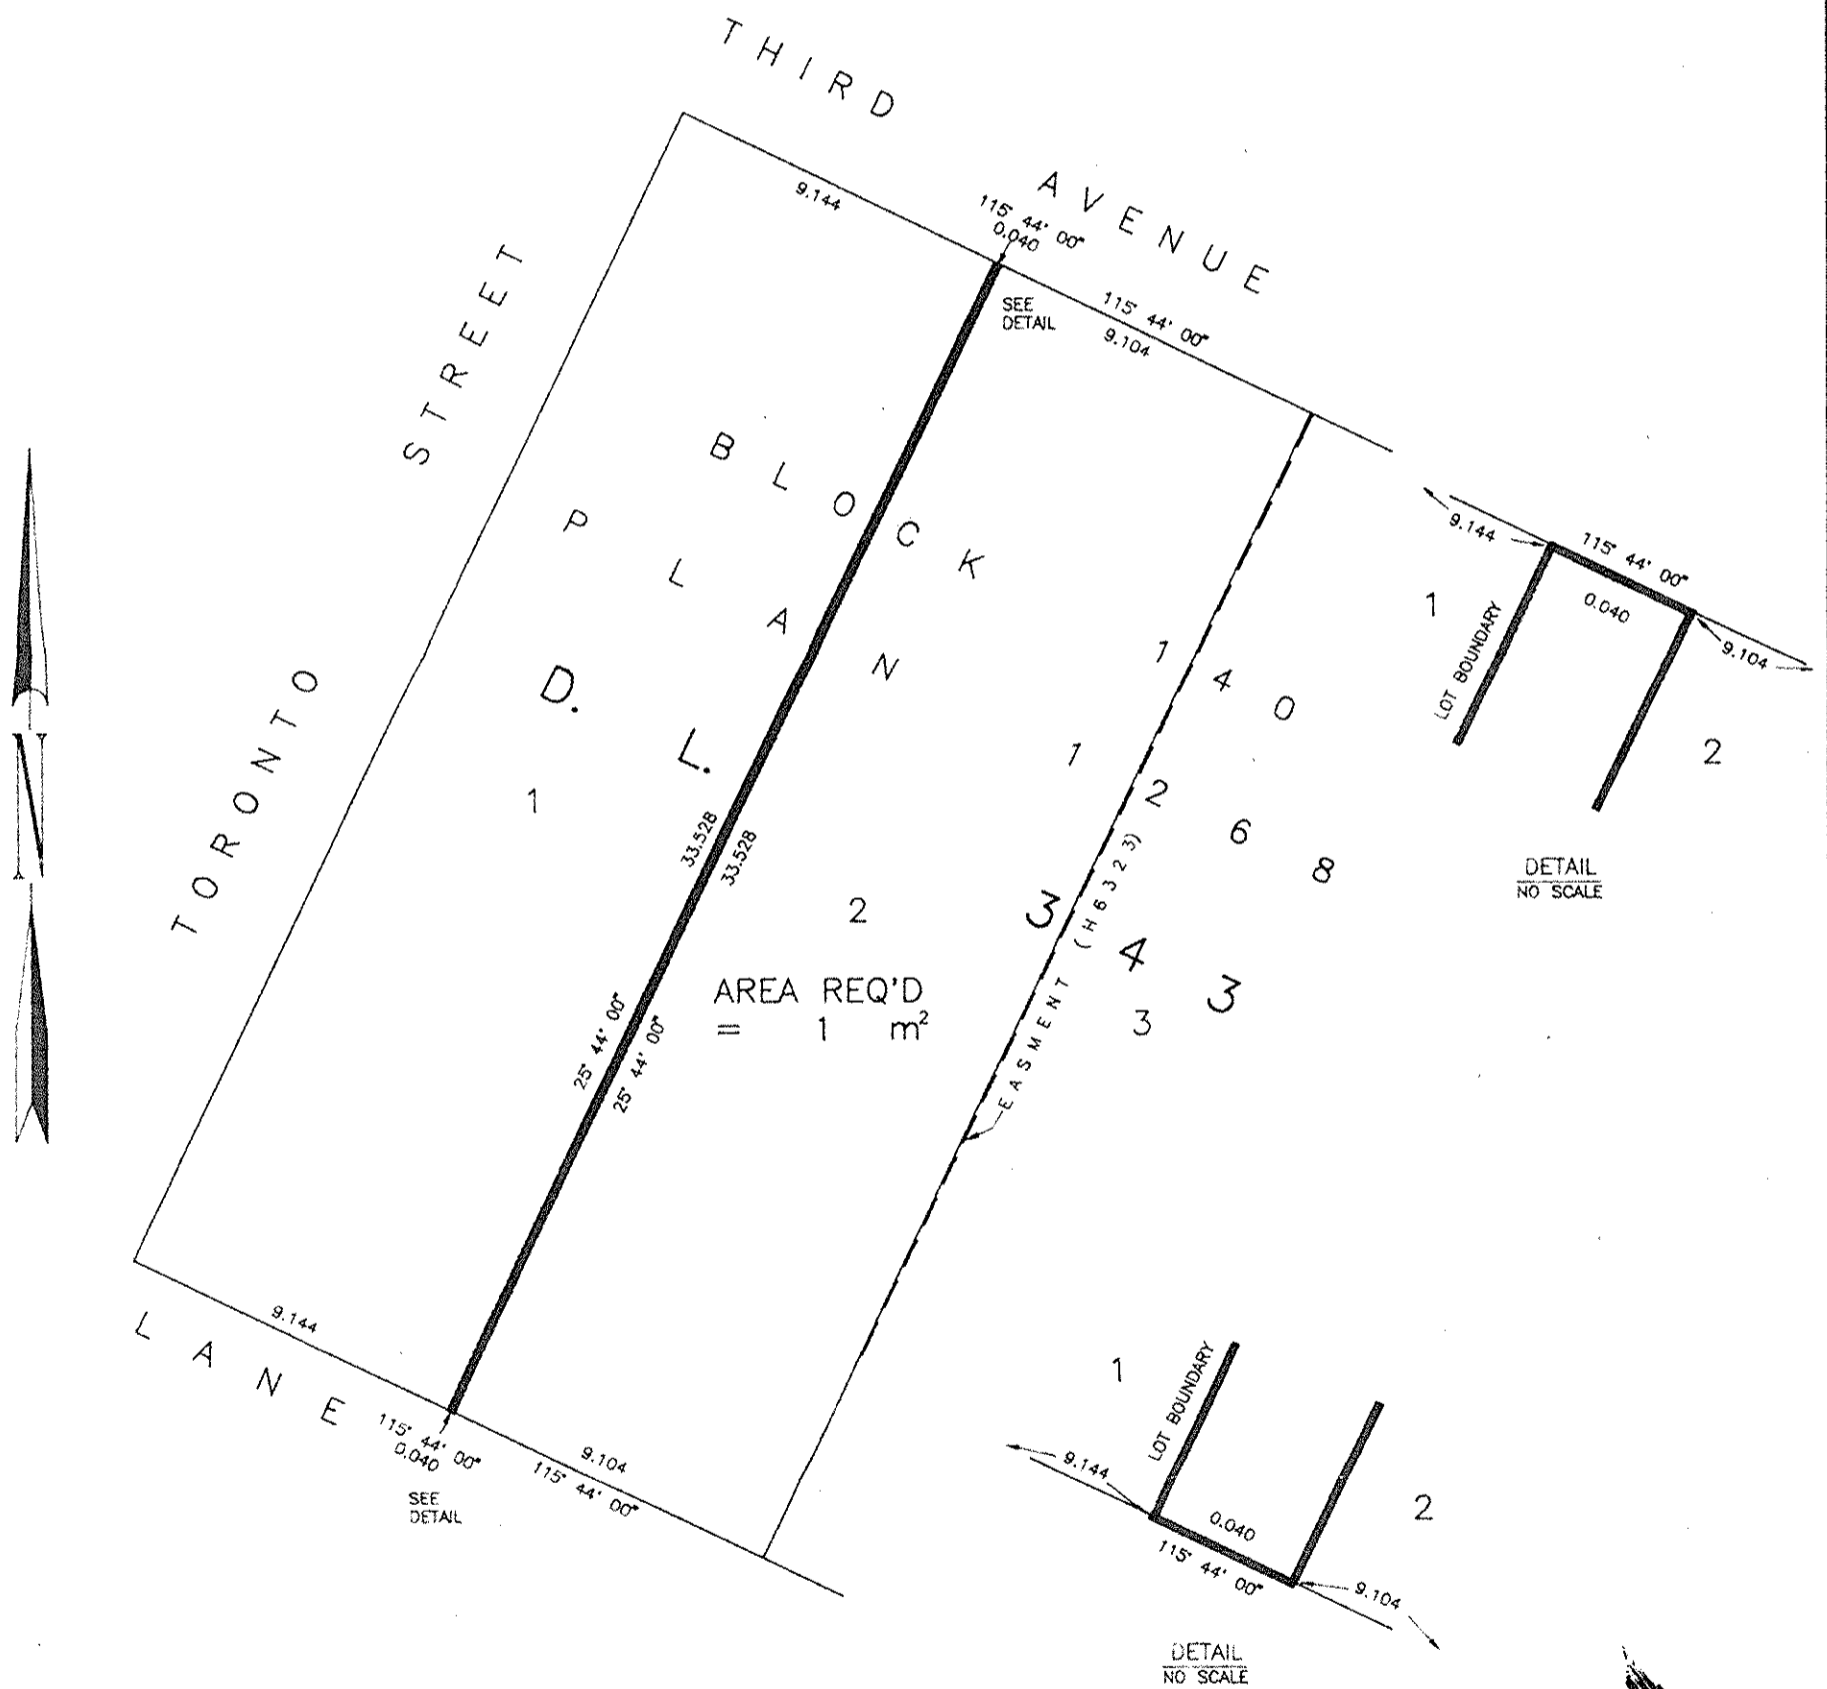 THIRD AVENUE
TORONTO STREET
9.144
115° 44' 00"
0.040
SEE
DETAIL
115° 44' 00"
9.104
BLOCK 140
PLAN 1268
D. L. 343
1
33.528
33.528
2
AREA REQ'D
= 1 m²
25° 44' 00"
25° 44' 00"
EASMENT (H6323)
3
LANE
9.144
115° 44' 00"
0.040
SEE
DETAIL
9.104
115° 44' 00"
9.144
115° 44' 00"
0.040
9.104
1
LOT BOUNDARY
2
DETAIL
NO SCALE
1
LOT BOUNDARY
2
9.144
0.040
115° 44' 00"
9.104
DETAIL
NO SCALE
N